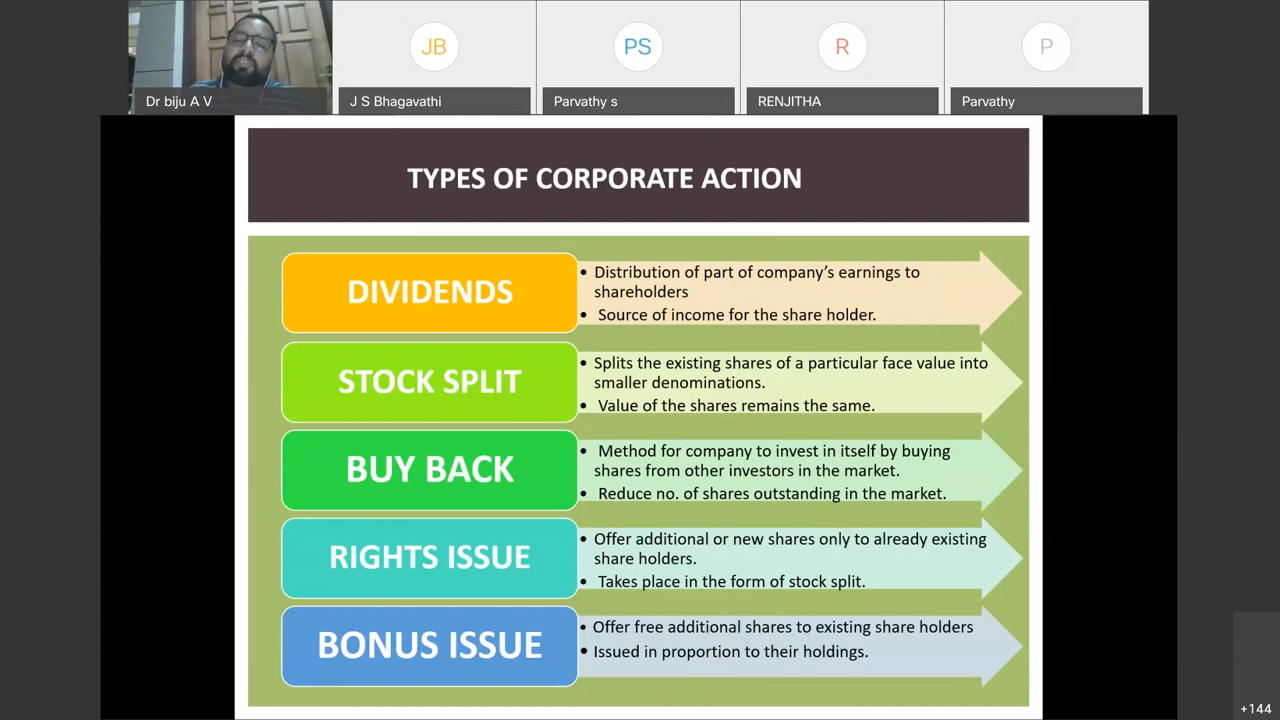 JB
PS
R
P
Dr biju A V
J S Bhagavathi
Parvathy s
RENJITHA
Parvathy
TYPES OF CORPORATE ACTION
DIVIDENDS
• Distribution of part of company's earnings to
shareholders
• Source of income for the share holder.
STOCK SPLIT
• Splits the existing shares of a particular face value into
smaller denominations.
• Value of the shares remains the same.
BUY BACK
• Method for company to invest in itself by buying
shares from other investors in the market.
• Reduce no. of shares outstanding in the market.
RIGHTS ISSUE
• Offer additional or new shares only to already existing
share holders.
• Takes place in the form of stock split.
BONUS ISSUE
• Offer free additional shares to existing share holders
• Issued in proportion to their holdings.
+144